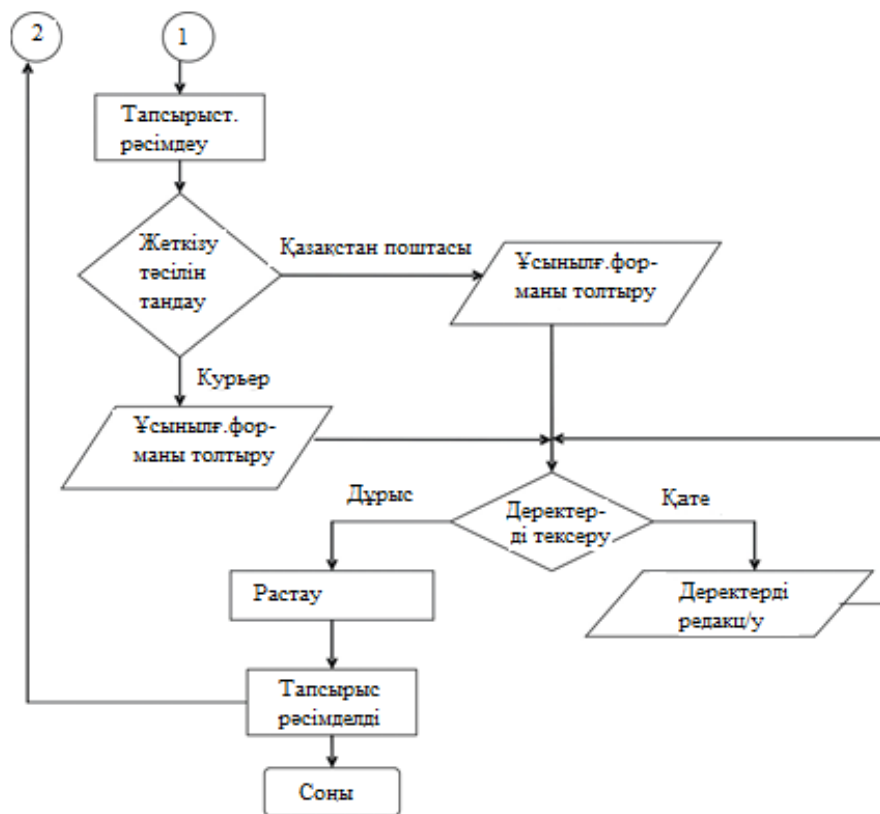 2
1
Тапсырыст.
рәсімдеу
Жеткізу
тәсілін
таңдау
Қазақстан поштасы
Ұсынылғ.фор-
маны толтыру
Курьер
Ұсынылғ.фор-
маны толтыру
Дұрыс
Деректер-
ді тексеру
Қате
Растау
Деректерді
редакц/у
Тапсырыс
рәсімделді
Соңы